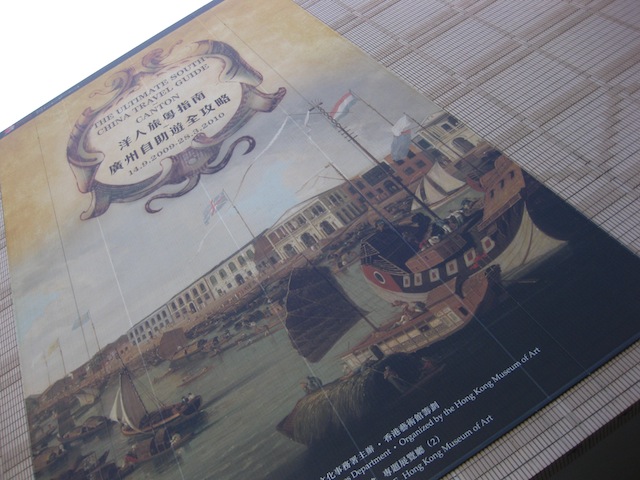 THE ULTIMATE SOUTH
CHINA TRAVEL GUIDE
CANTON
洋人旅粵指南
廣州自助遊全攻略
14.9.2009-28.3.2010
化事務署主辦・香港藝術館籌劃
Department・Organized by the Hong Kong Museum of Art
專題展覽廳（2）
Hong Kong Museum of Art